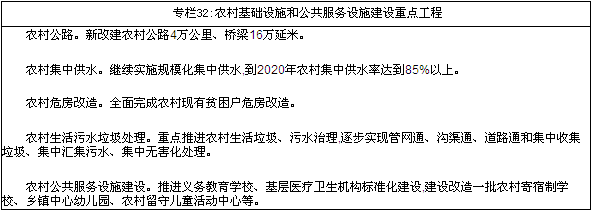 专栏32:农村基础设施和公共服务设施建设重点工程
农村公路。新改建农村公路4万公里、桥梁16万延米。
农村集中供水。继续实施规模化集中供水,到2020年农村集中供水率达到85%以上。
农村危房改造。全面完成农村现有贫困户危房改造。
农村生活污水垃圾处理。重点推进农村生活垃圾、污水治理,逐步实现管网通、沟渠通、道路通和集中收集
垃圾、集中汇集污水、集中无害化处理。
农村公共服务设施建设。推进义务教育学校、基层医疗卫生机构标准化建设,建设改造一批农村寄宿制学
校、乡镇中心幼儿园、农村留守儿童活动中心等。